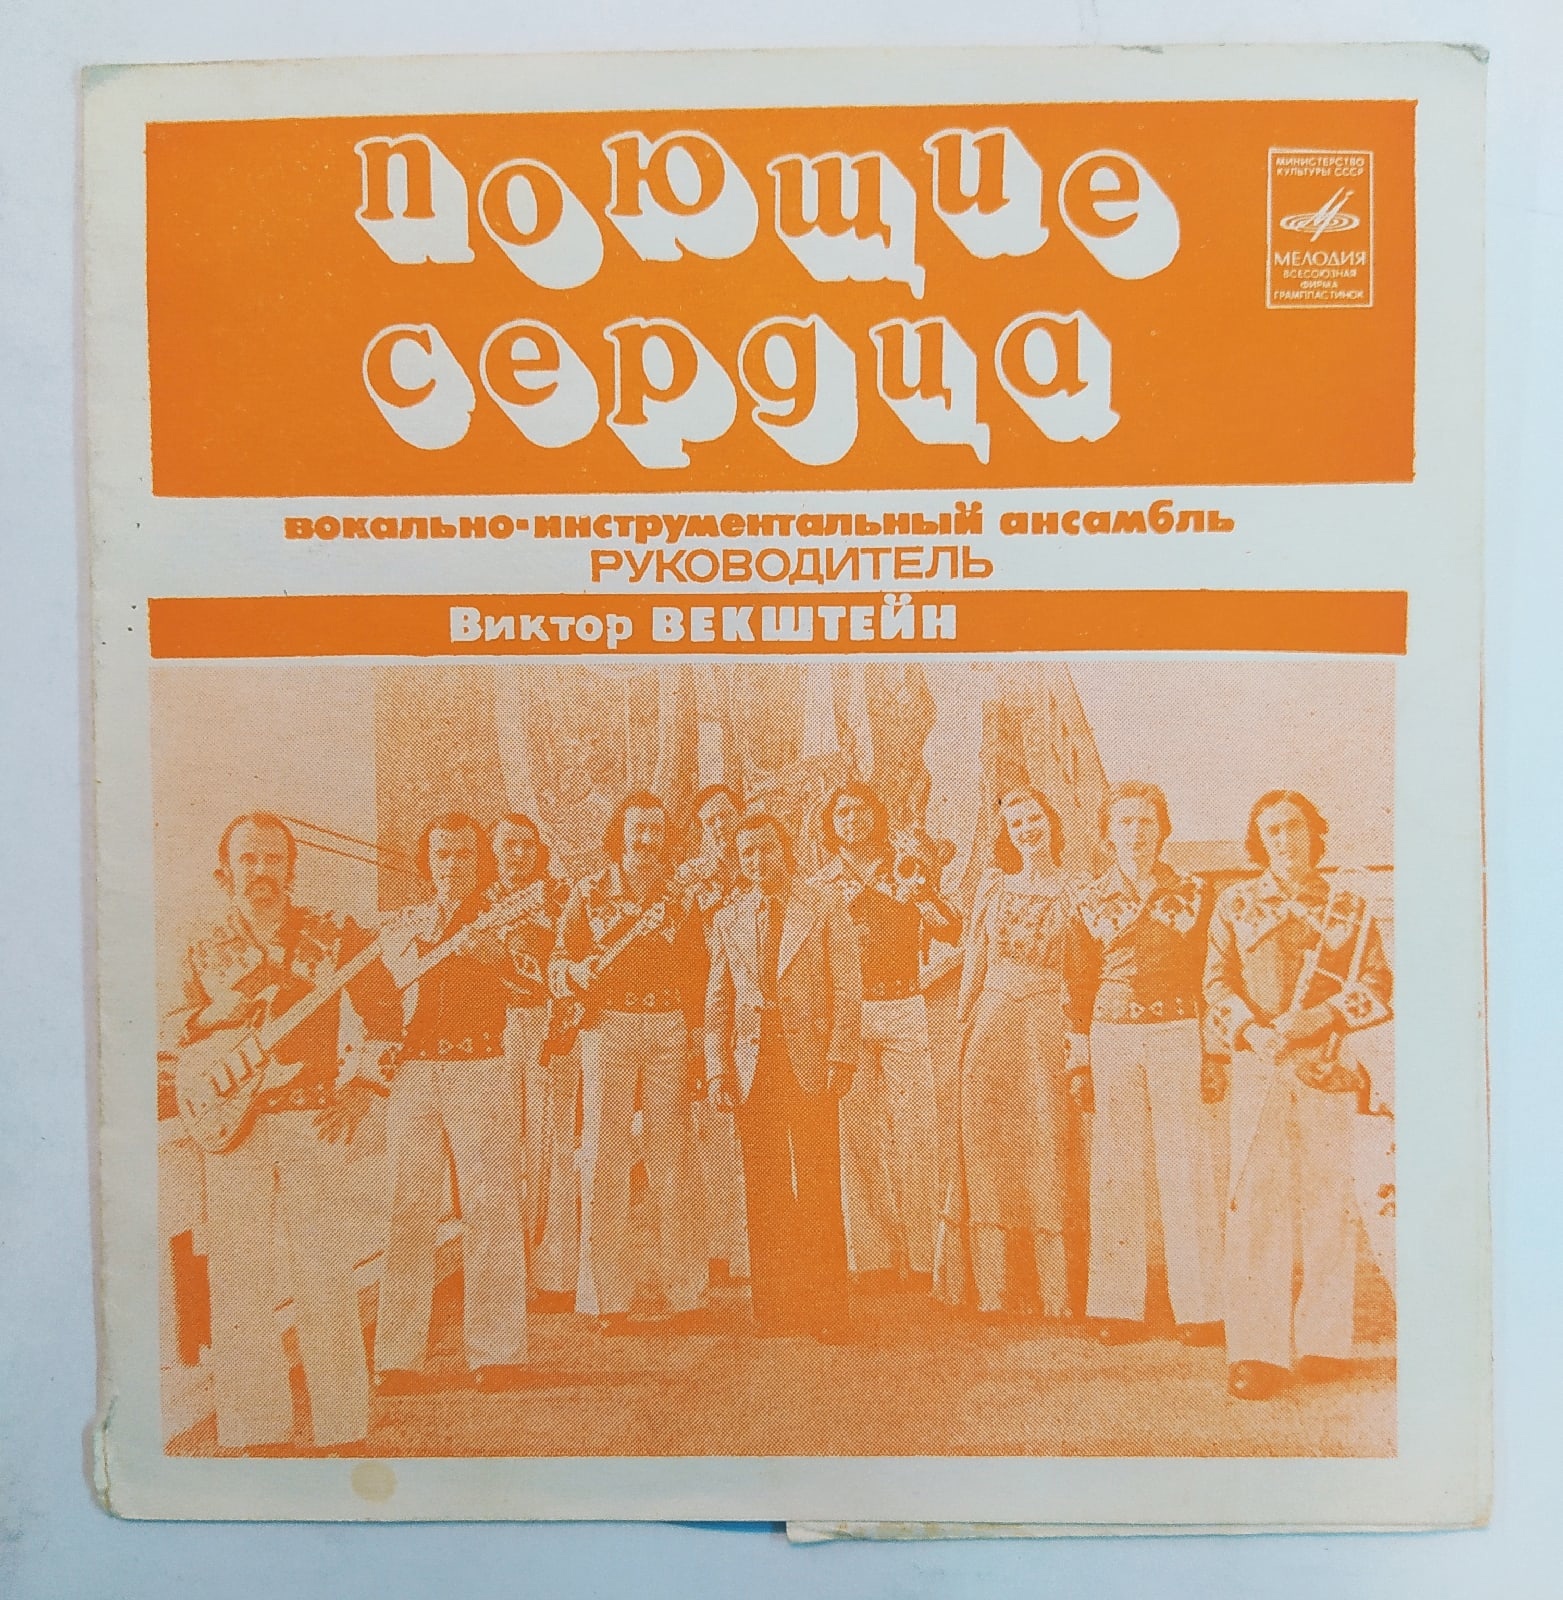 поющие
сердца
МИНИСТЕРСТВО
КУЛЬТУРЫ СССР
МЕЛОДИЯ
ВСЕСОЮЗНАЯ
ФИРМА
ГРАМПЛАСТИНОК
вокально-инструментальный ансамбль
РУКОВОДИТЕЛЬ
Виктор ВЕКШТЕЙН